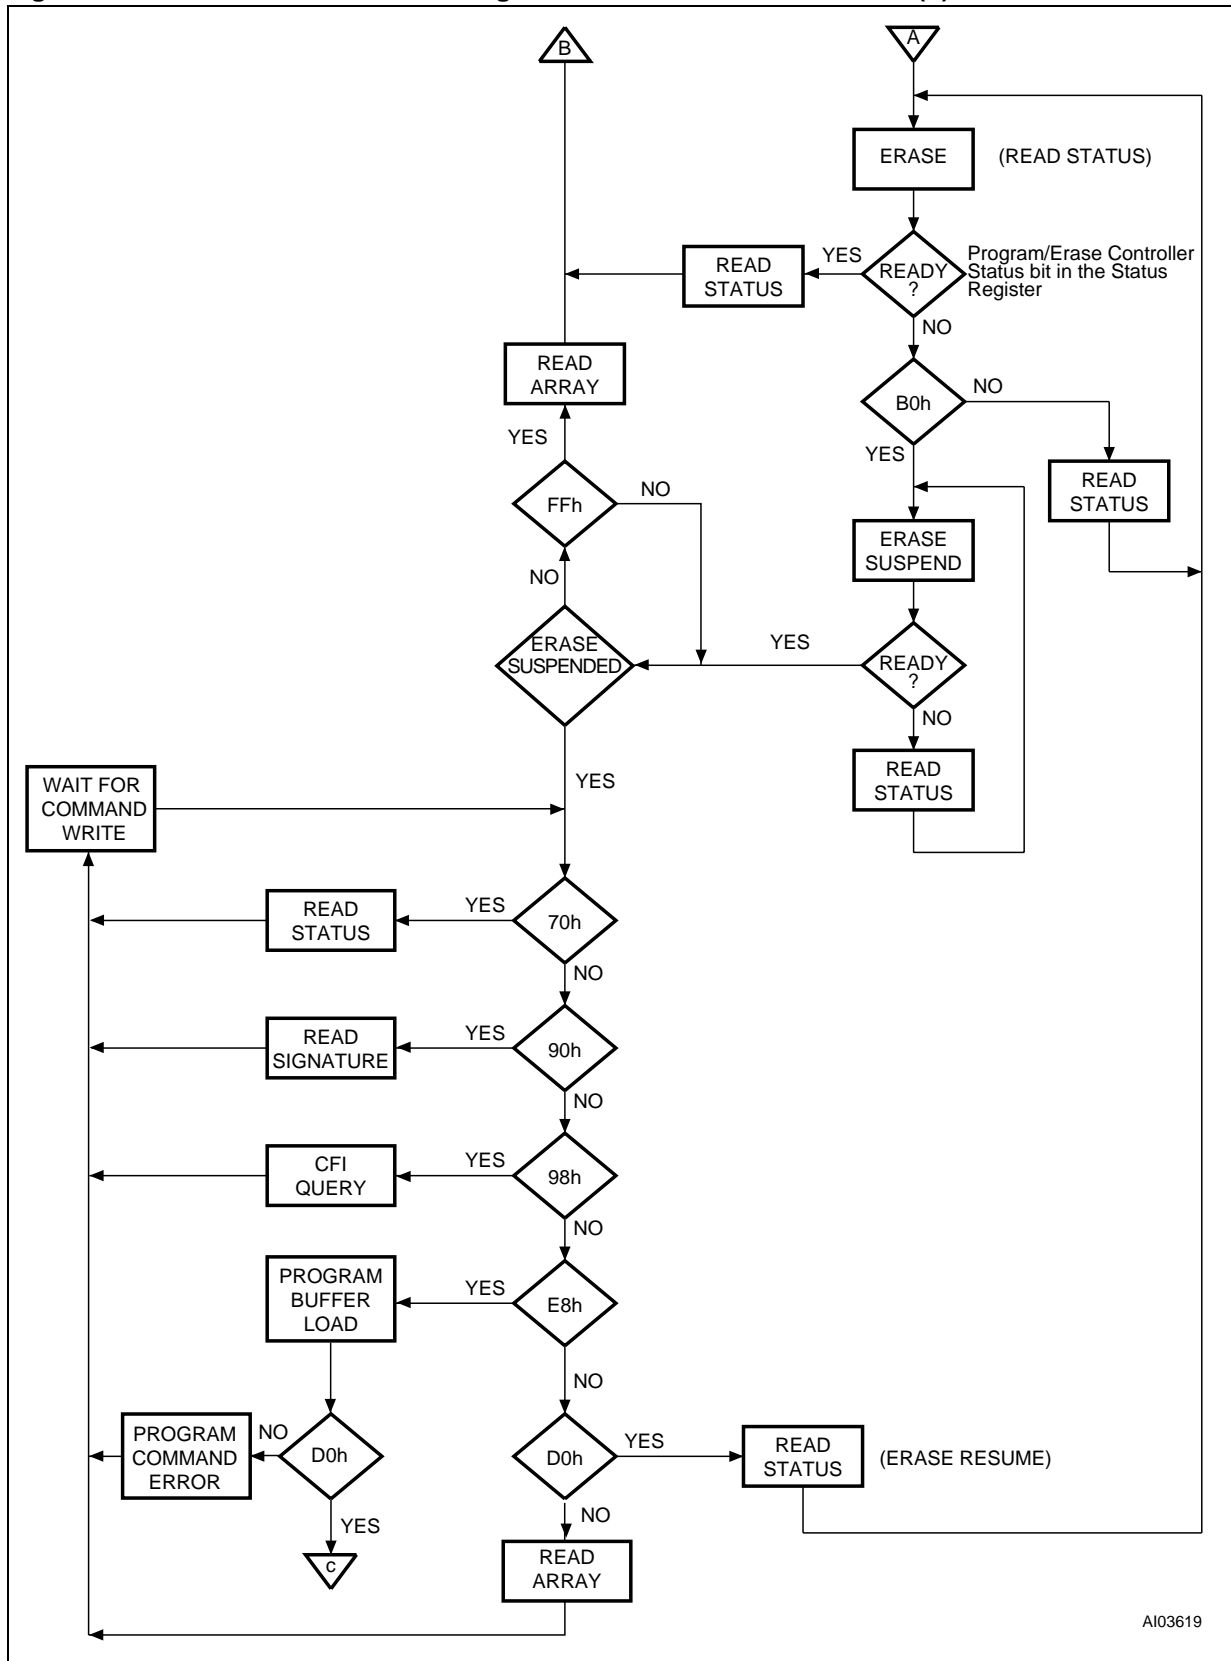 B
A
ERASE
(READ STATUS)
READ
STATUS
YES
READY
?
Program/Erase Controller
Status bit in the Status
Register
NO
READ
ARRAY
B0h
NO
YES
YES
READ
STATUS
FFh
NO
ERASE
SUSPEND
NO
ERASE
SUSPENDED
YES
READY
?
NO
READ
STATUS
YES
WAIT FOR
COMMAND
WRITE
READ
STATUS
YES
70h
NO
READ
SIGNATURE
YES
90h
NO
CFI
QUERY
YES
98h
NO
PROGRAM
BUFFER
LOAD
YES
E8h
NO
PROGRAM
COMMAND
ERROR
NO
D0h
YES
c
D0h
YES
READ
STATUS
(ERASE RESUME)
NO
READ
ARRAY
AI03619